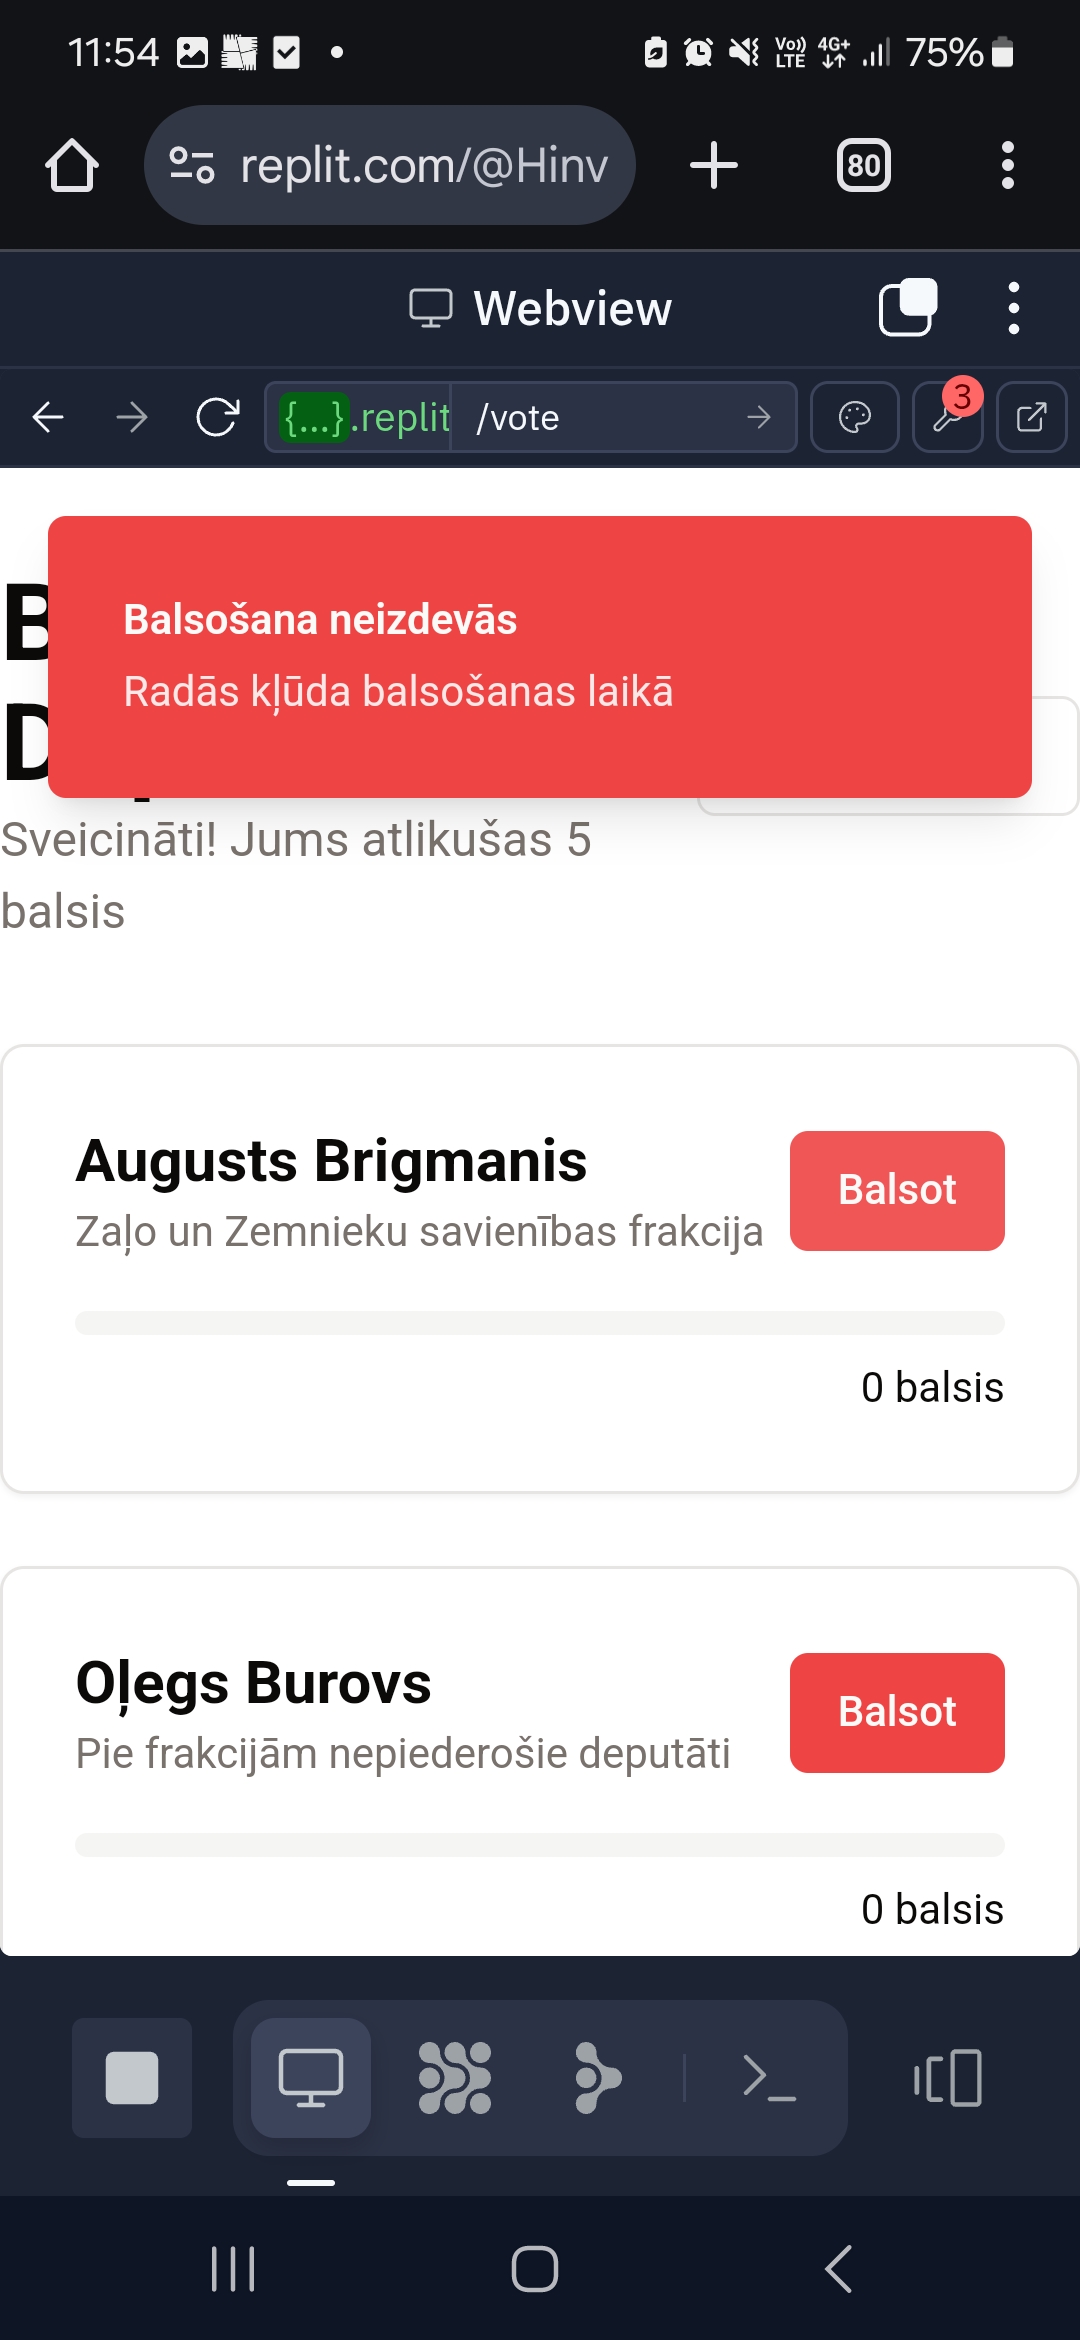 11:54
Vo))
LTE
4G+
75%
replit.com/@Hinv
80
Webview
{...}.replit
/vote
3
Balsošana neizdevās
Radās kļūda balsošanas laikā
B
D
Sveicināti! Jums atlikušas 5
balsis
Augusts Brigmanis
Balsot
Zaļo un Zemnieku savienības frakcija
0 balsis
Oļegs Burovs
Balsot
Pie frakcijām nepiederošie deputāti
0 balsis